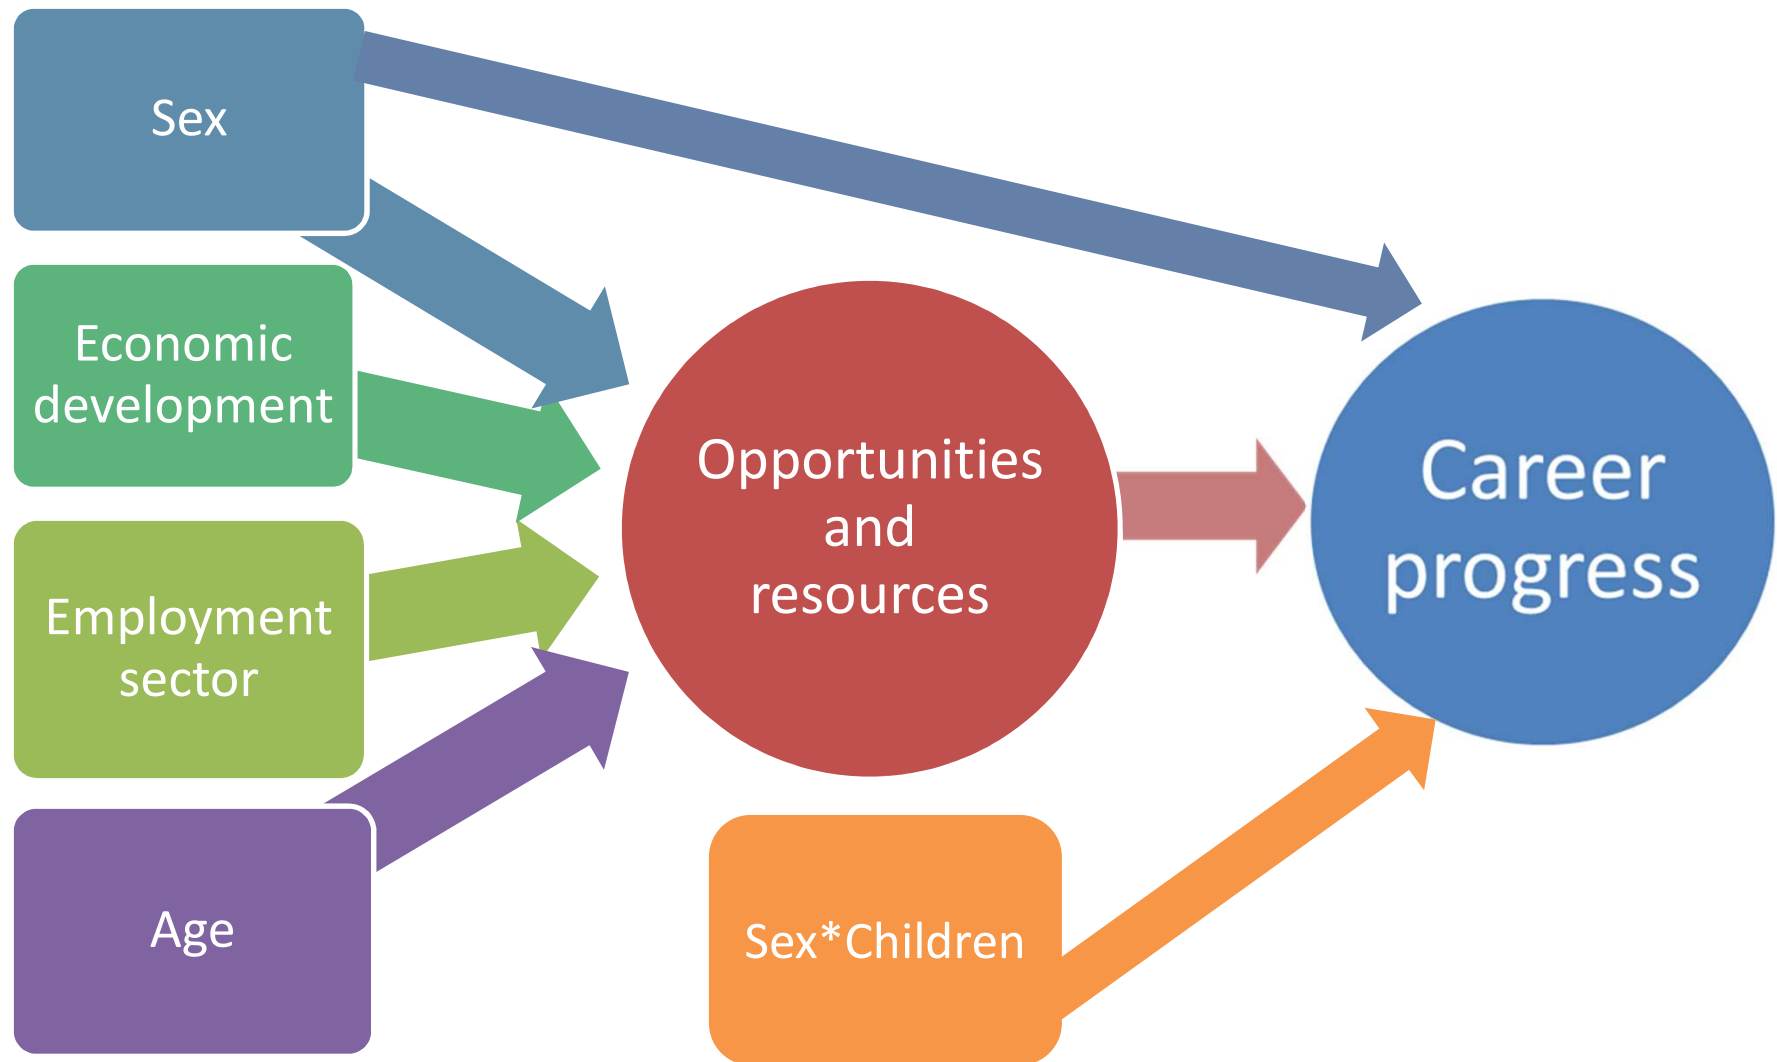 Sex
Economic
development
Employment
sector
Age
Opportunities
and
resources
Sex*Children
Career
progress